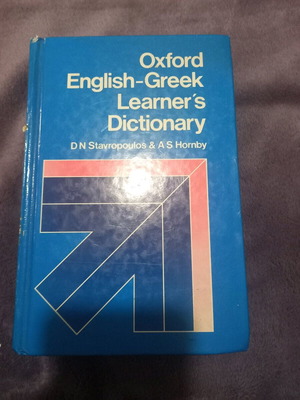 Oxford
English-Greek
Learner's
Dictionary
D N Stavropoulos & A S Hornby